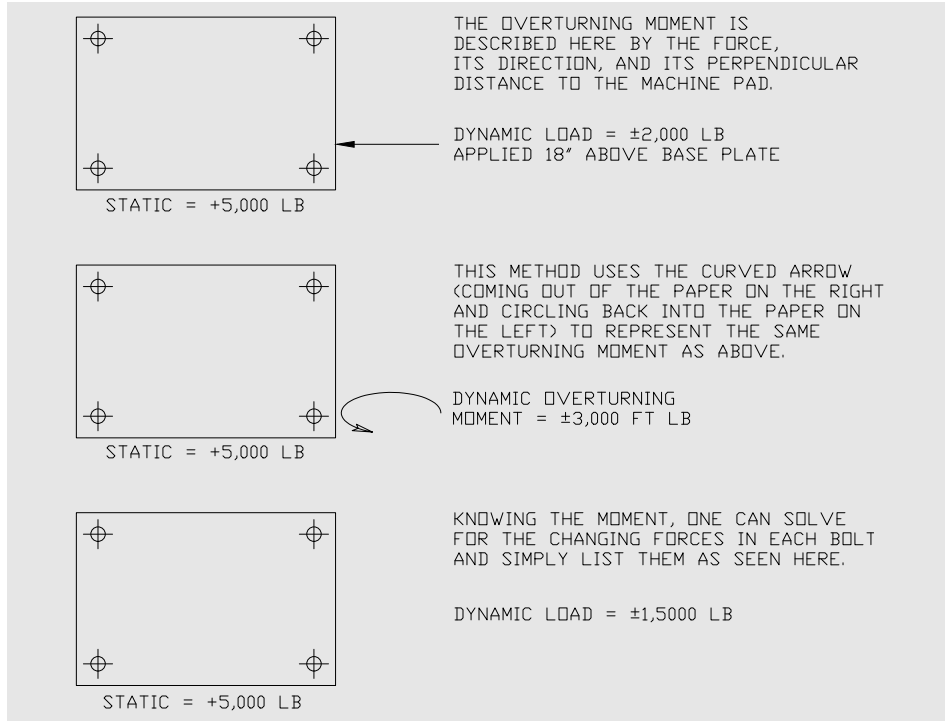 THE OVERTURNING MOMENT IS
DESCRIBED HERE BY THE FORCE,
ITS DIRECTION, AND ITS PERPENDICULAR
DISTANCE TO THE MACHINE PAD.
DYNAMIC LOAD = ±2,000 LB
APPLIED 18" ABOVE BASE PLATE
STATIC = +5,000 LB
THIS METHOD USES THE CURVED ARROW
(COMING OUT OF THE PAPER ON THE RIGHT
AND CIRCLING BACK INTO THE PAPER ON
THE LEFT) TO REPRESENT THE SAME
OVERTURNING MOMENT AS ABOVE.
DYNAMIC OVERTURNING
MOMENT = ±3,000 FT LB
STATIC = +5,000 LB
KNOWING THE MOMENT, ONE CAN SOLVE
FOR THE CHANGING FORCES IN EACH BOLT
AND SIMPLY LIST THEM AS SEEN HERE.
DYNAMIC LOAD = ±1,5000 LB
STATIC = +5,000 LB